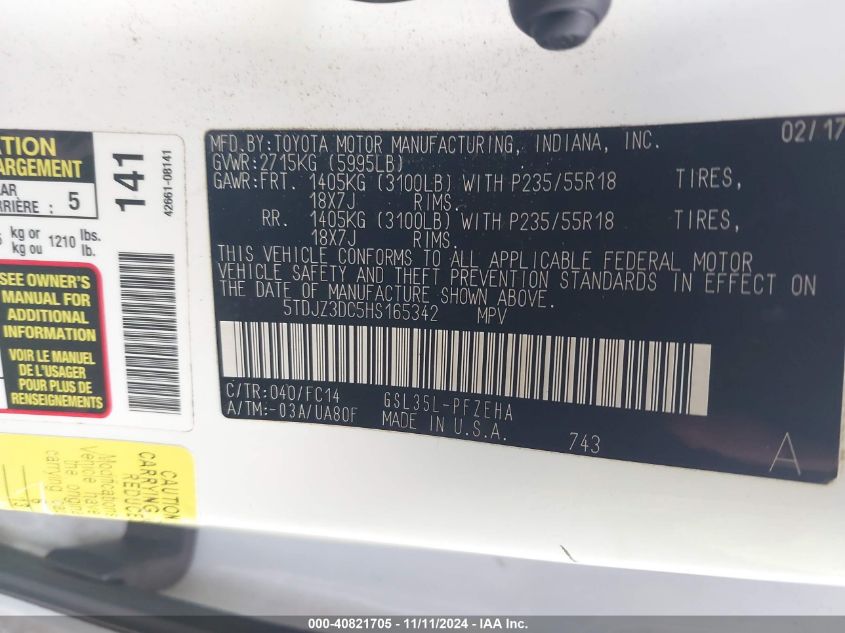 MFD.BY:TOYOTA MOTOR MANUFACTURING, INDIANA, INC. 02/17
GVWR:2715KG (5995LB)
GAWR:FRT. 1405KG (3100LB) WITH P235/55R18 TIRES,
18X7J RIMS.
RR. 1405KG (3100LB) WITH P235/55R18 TIRES,
18X7J RIMS.
THIS VEHICLE CONFORMS TO ALL APPLICABLE FEDERAL MOTOR
VEHICLE SAFETY AND THEFT PREVENTION STANDARDS IN EFFECT ON
THE DATE OF MANUFACTURE SHOWN ABOVE.
5TDJZ3DC5HS165342 MPV
C/TR:040/FC14 GSL35L-PFZEHA
A/TM:-03A/UA80F MADE IN U.S.A.
743
A
ARGEMENT
5
kg or 1210 lbs.
kg ou lb.
141
42661-08141
SEE OWNER'S
MANUAL FOR
ADDITIONAL
INFORMATION
VOIR LE MANUEL
DE L'USAGER
POUR PLUS DE
RENSEIGNEMENTS
CARRYING
REDUCE
Modification
Vehicle
the
carrying
000-40821705 - 11/11/2024 - IAA Inc.